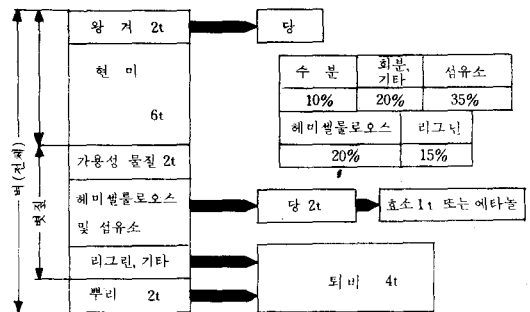 왕 겨 2t
당
현 미
6t
수 분
회분, 기타
섬유소
10%
20%
35%
헤미쎌룰로오스
리그린
20%
15%
벼(전체)
가용성 물질 2t
볏짚
헤미쎌룰로오스
및 섬유소
당 2t
효소 1t 또는 에타놀
리그린, 기타
퇴비 4t
뿌리 2t